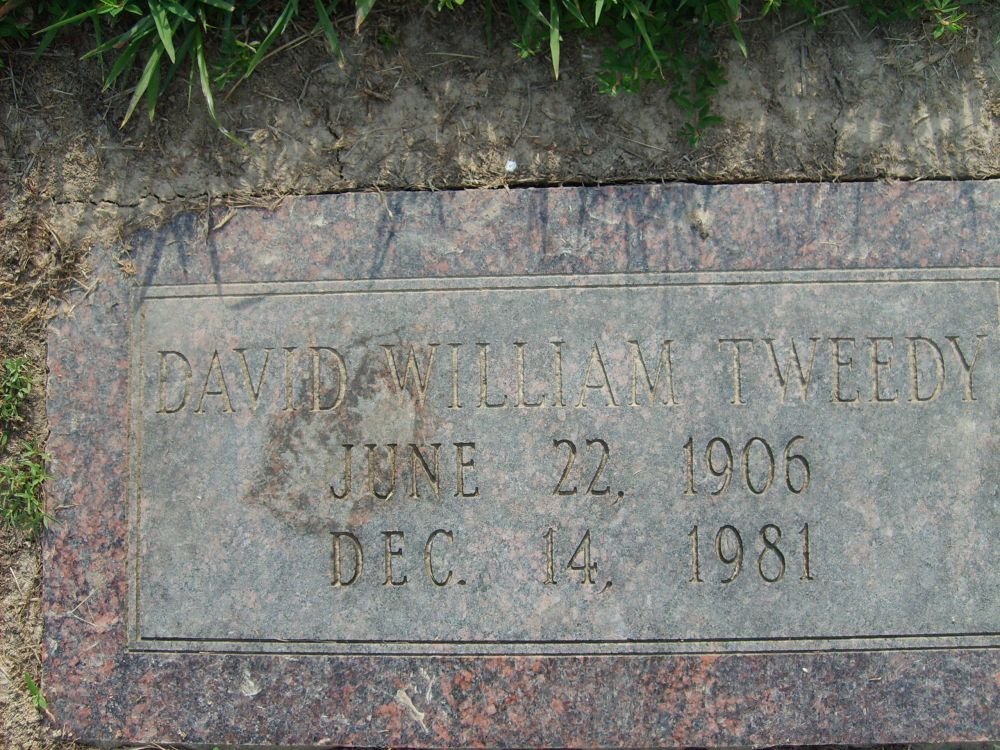 DAVID WILLIAM TWEEDY
JUNE 22, 1906
DEC. 14, 1981